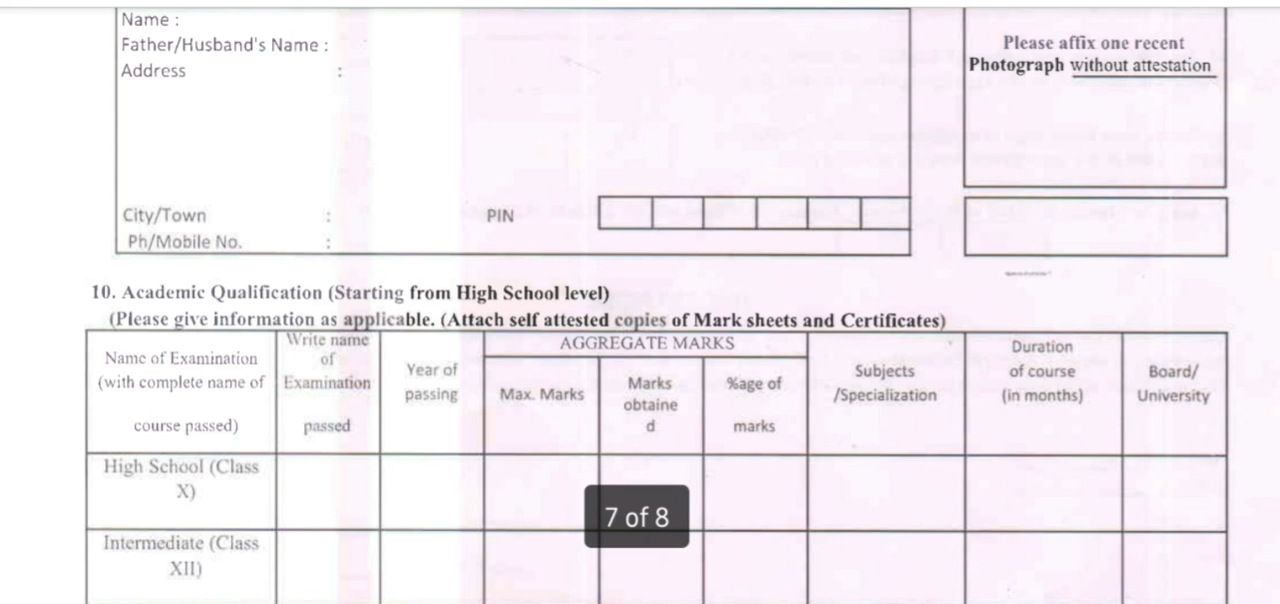 Name :
Father/Husband's Name :
Address :
City/Town : PIN
Ph/Mobile No. :
Please affix one recent
Photograph without attestation
10. Academic Qualification (Starting from High School level)
(Please give information as applicable. (Attach self attested copies of Mark sheets and Certificates)
Name of Examination
(with complete name of
course passed)
Write name
of
Examination
passed
Year of
passing
AGGREGATE MARKS
Max. Marks
Marks
obtaine
d
%age of
marks
Subjects
/Specialization
Duration
of course
(in months)
Board/
University
High School (Class
X)
Intermediate (Class
XII)
7 of 8